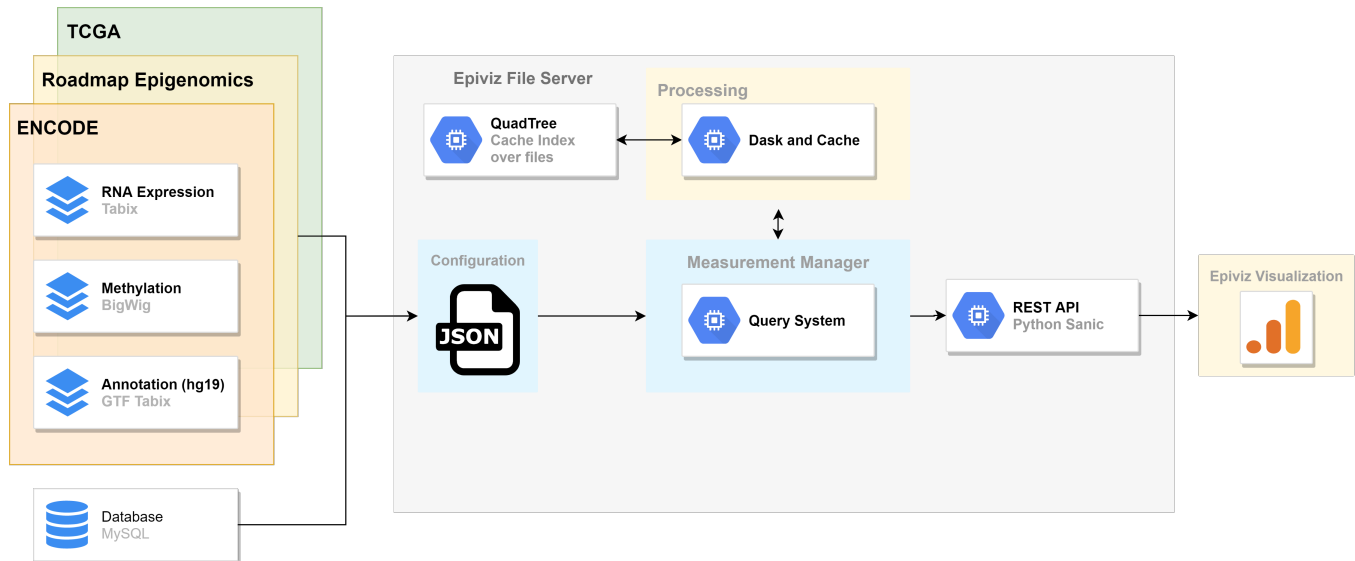 TCGA
Roadmap Epigenomics
ENCODE
RNA Expression
Tabix
Methylation
BigWig
Annotation (hg19)
GTF Tabix
Database
MySQL
Epiviz File Server
QuadTree
Cache Index
over files
Processing
Dask and Cache
Configuration
JSON
Measurement Manager
Query System
REST API
Python Sanic
Epiviz Visualization